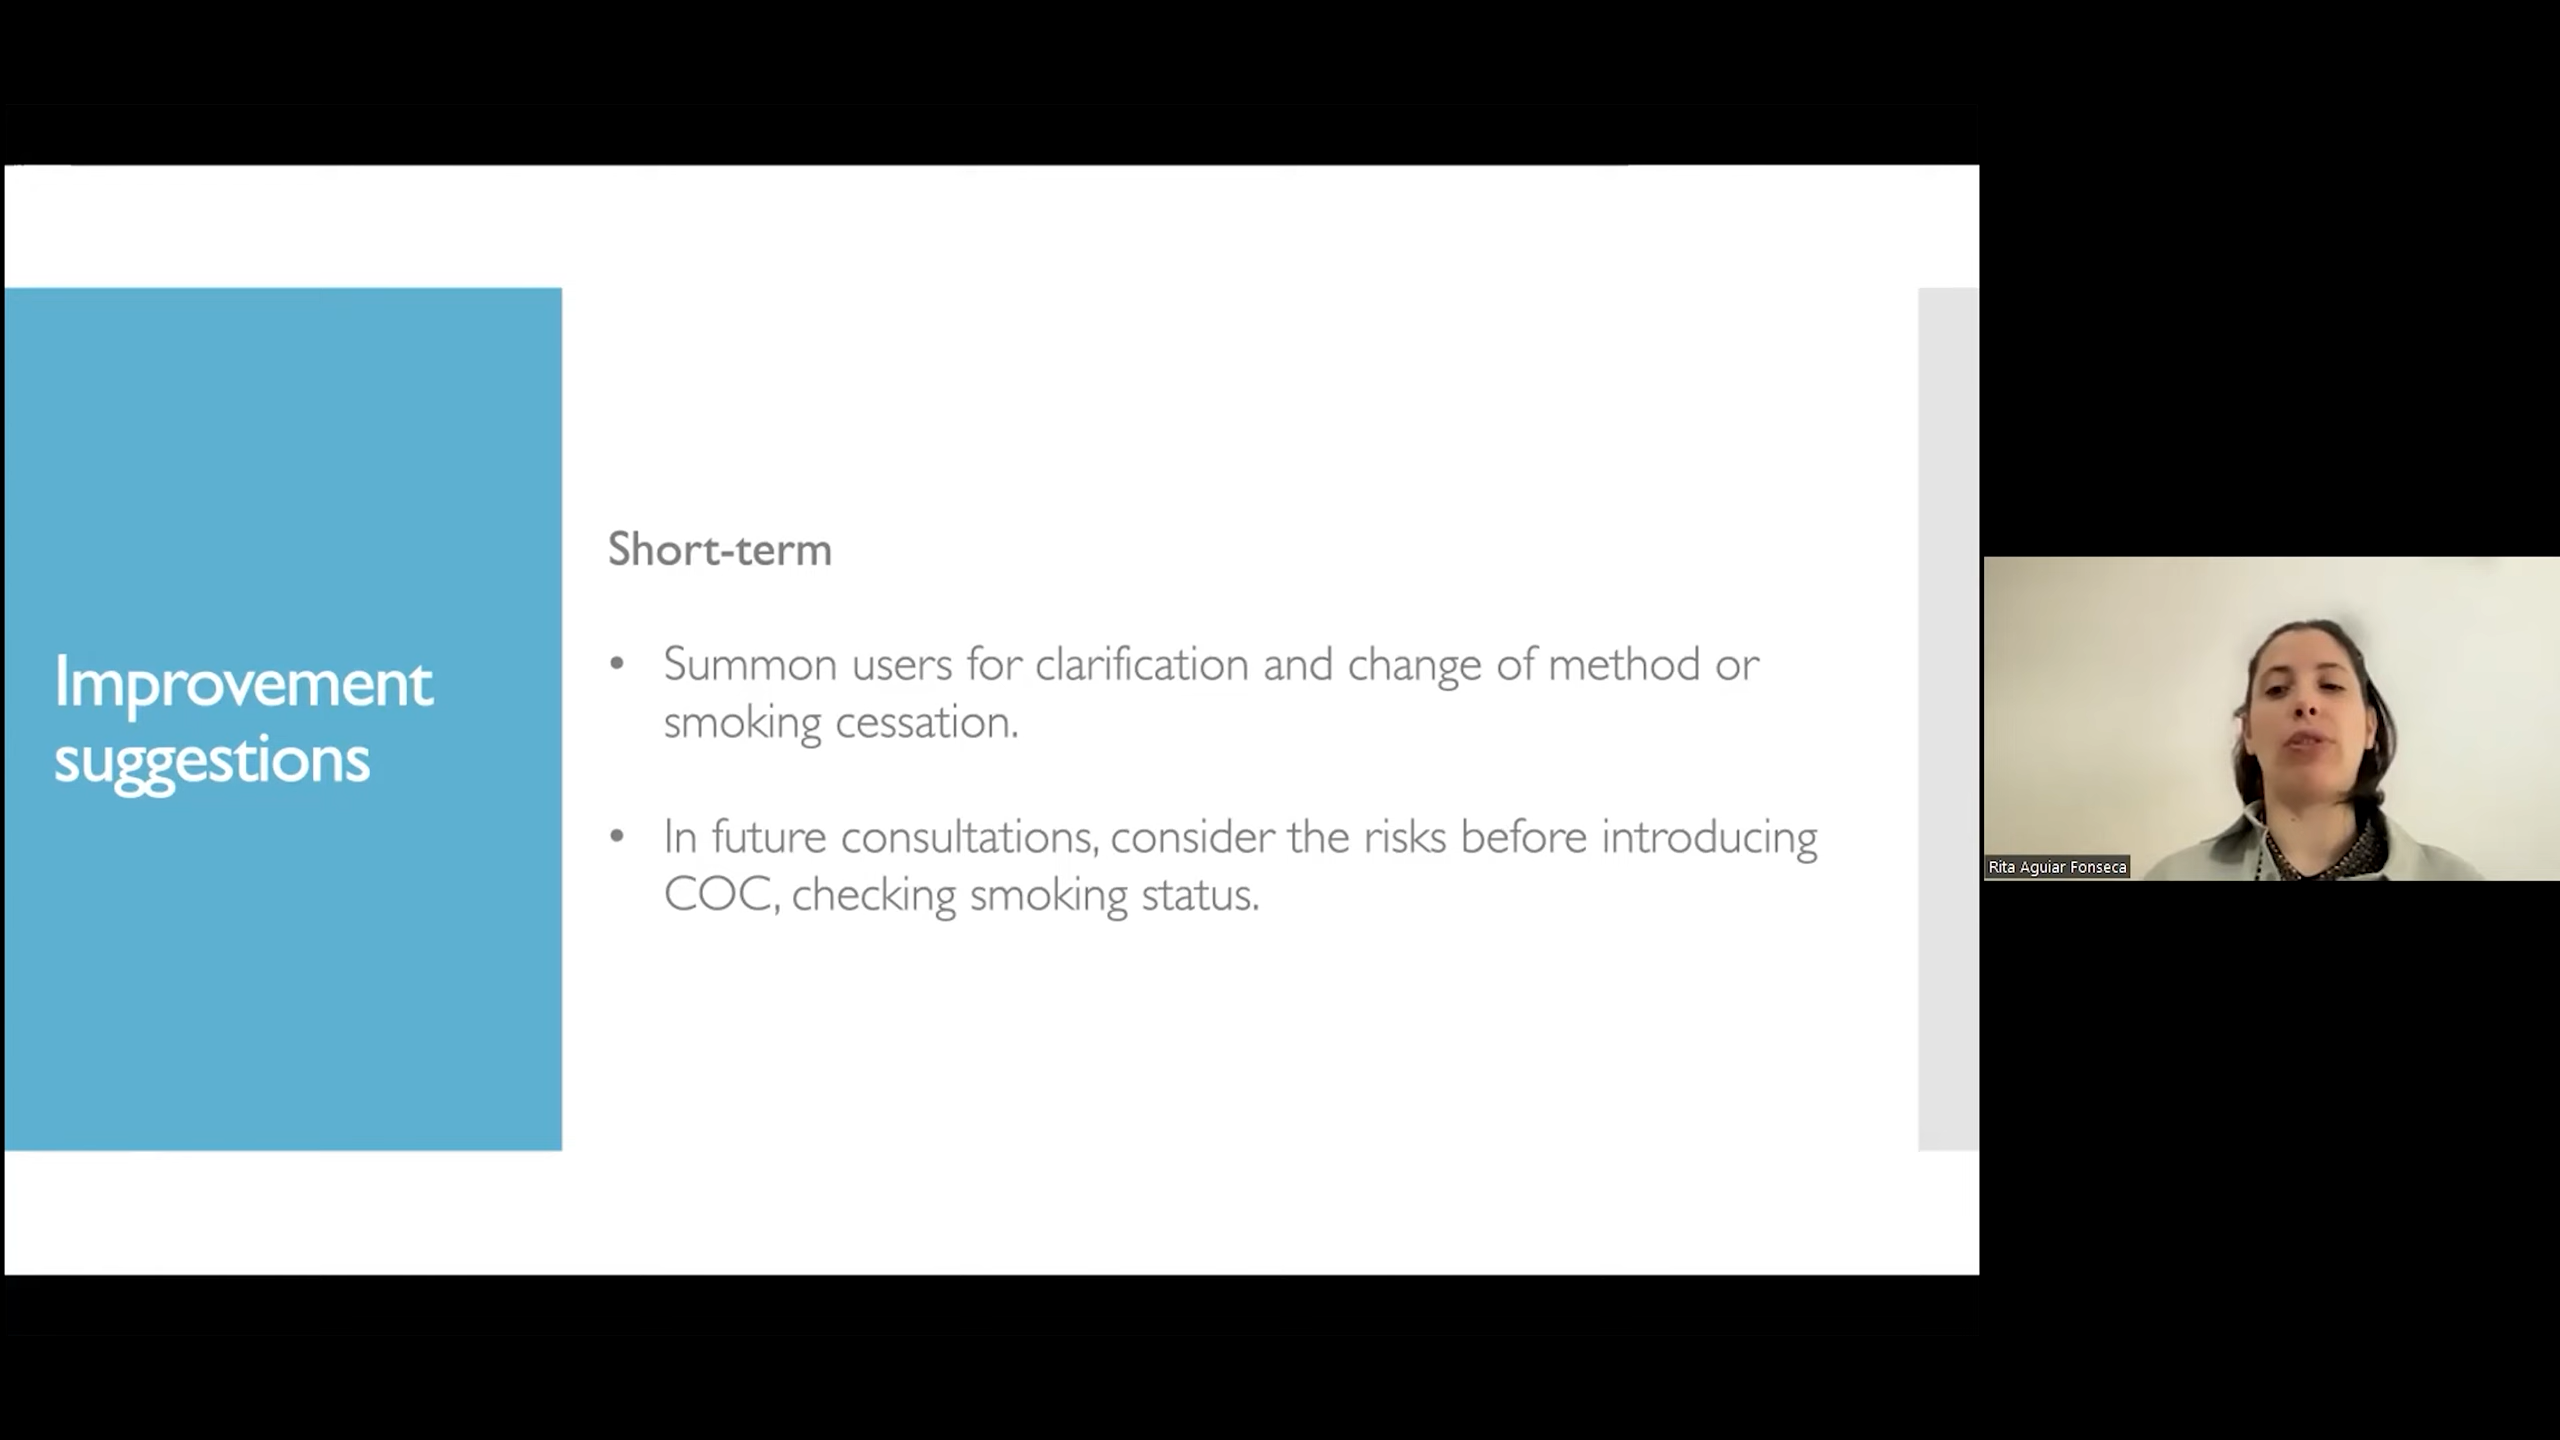 Improvement
suggestions
Short-term
• Summon users for clarification and change of method or
smoking cessation.
• In future consultations, consider the risks before introducing
COC, checking smoking status.
Rita Aguiar Fonseca